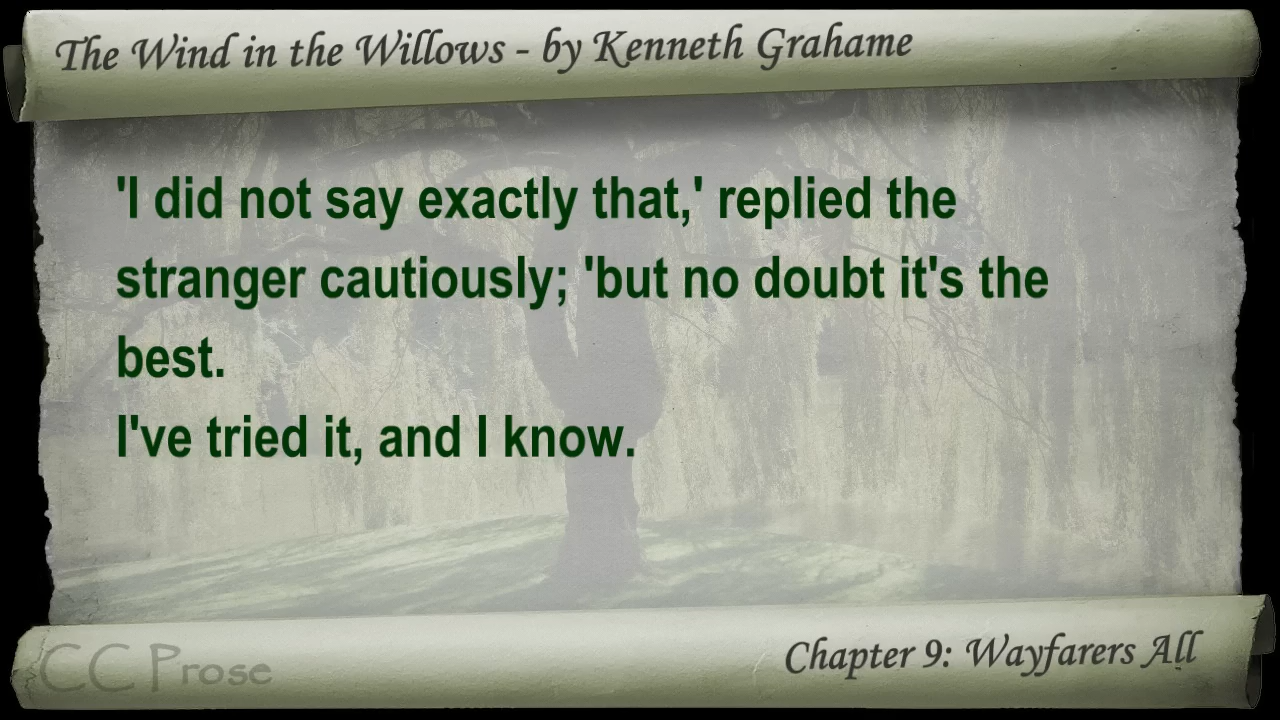 The Wind in the Willows - by Kenneth Grahame
'I did not say exactly that,' replied the
stranger cautiously; 'but no doubt it's the
best.
I've tried it, and I know.
CC Prose
Chapter 9: Wayfarers All